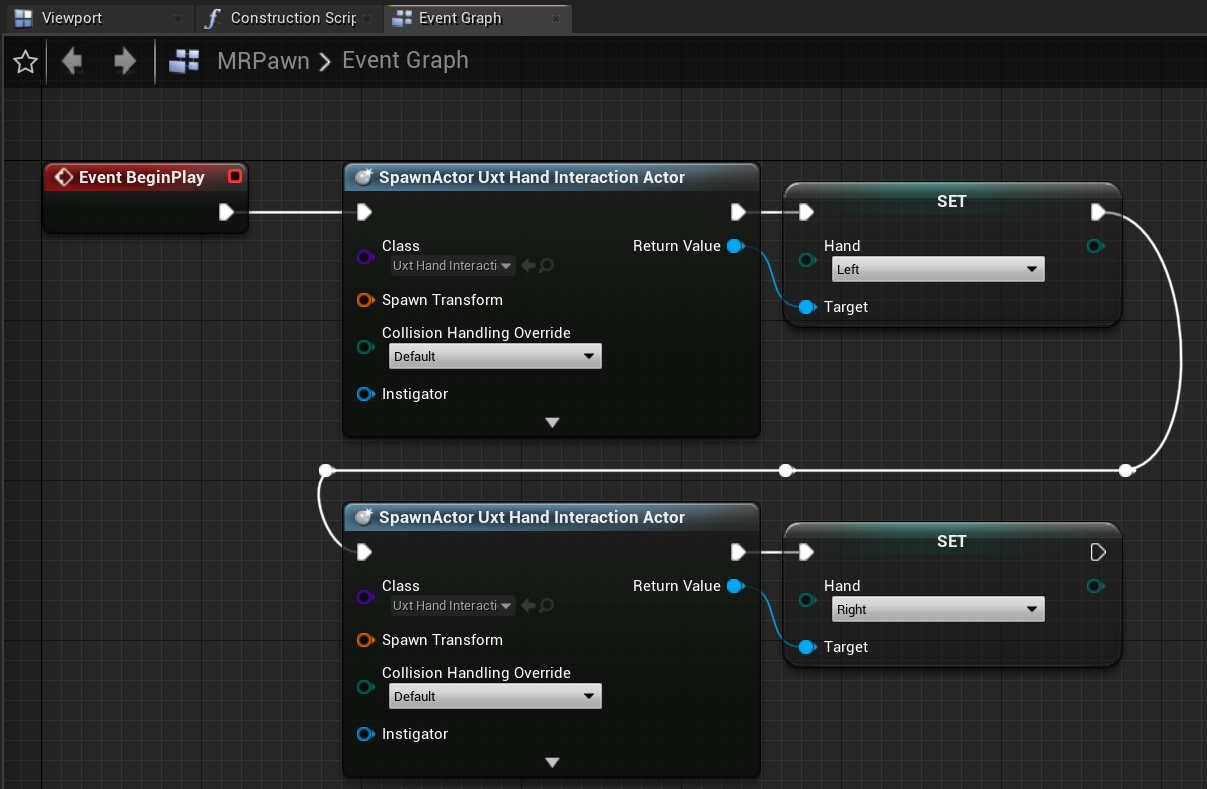 Viewport
Construction Scrip
Event Graph
MRPawn > Event Graph
Event BeginPlay
SpawnActor Uxt Hand Interaction Actor
Class
Uxt Hand Interacti
Return Value
Spawn Transform
Collision Handling Override
Default
Instigator
SET
Hand
Left
Target
SpawnActor Uxt Hand Interaction Actor
Class
Uxt Hand Interacti
Return Value
Spawn Transform
Collision Handling Override
Default
Instigator
SET
Hand
Right
Target